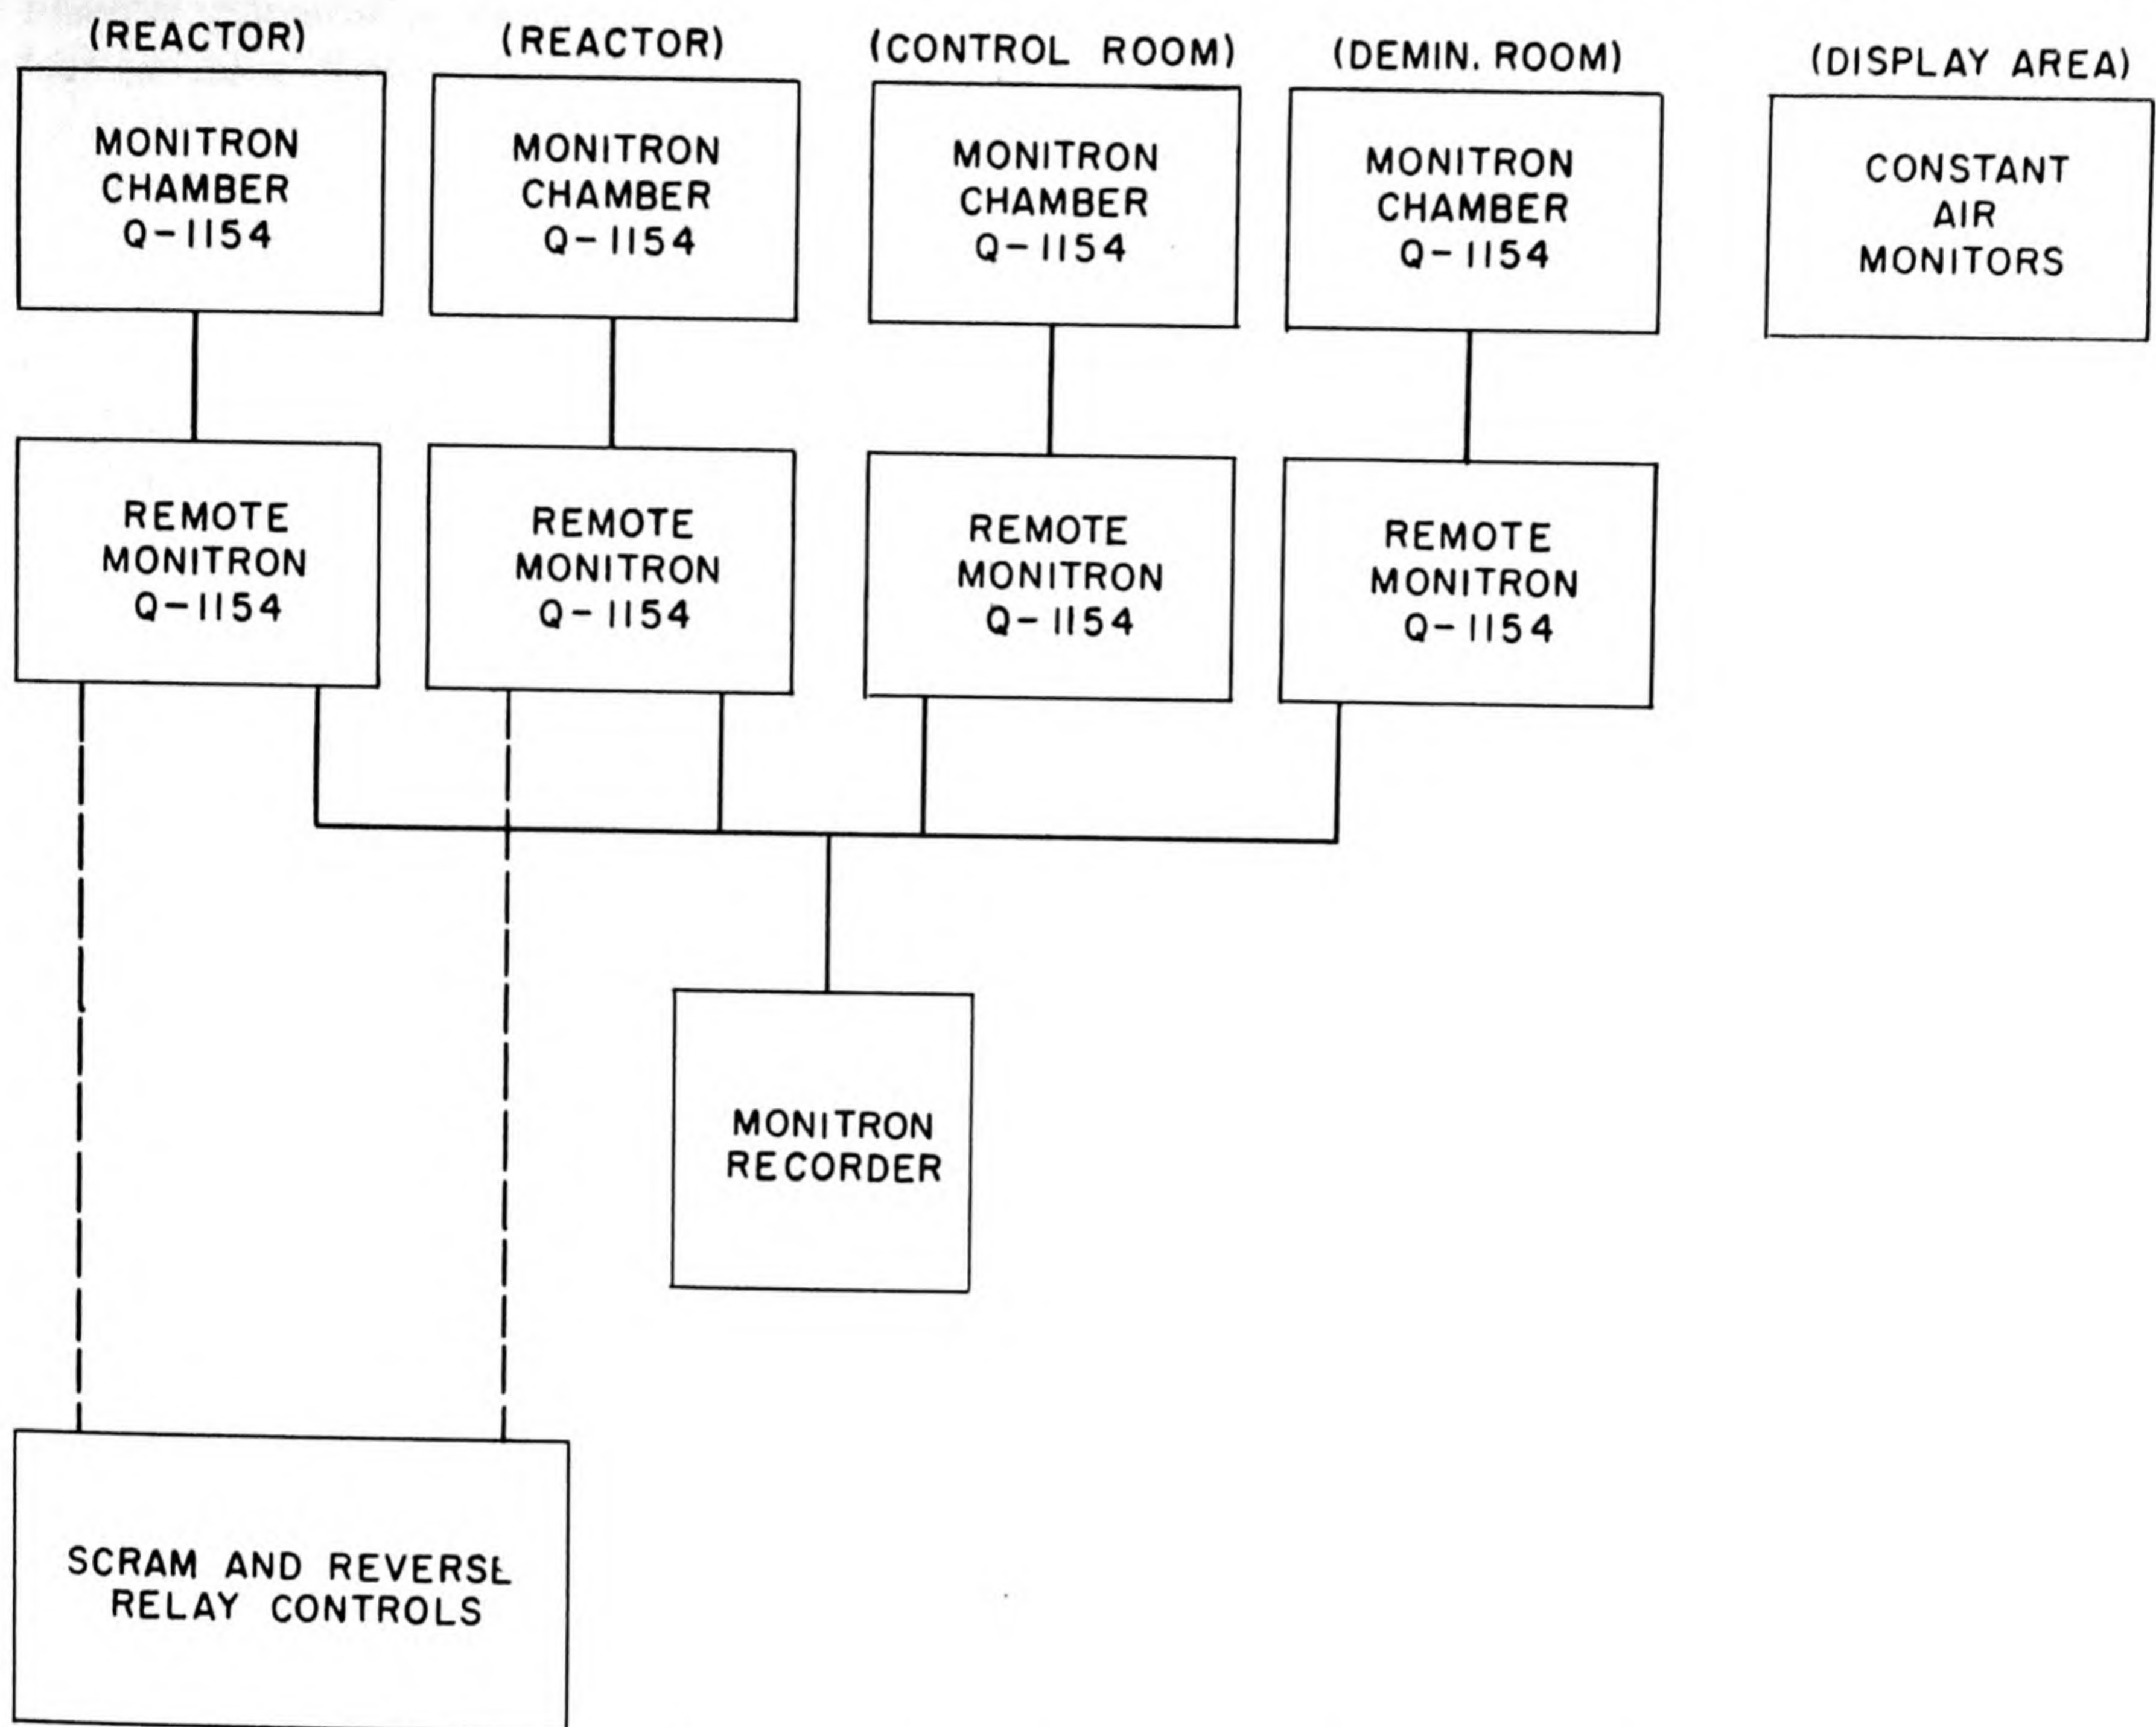 (REACTOR)
(REACTOR)
(CONTROL ROOM)
(DEMIN. ROOM)
(DISPLAY AREA)
MONITRON
CHAMBER
Q-1154
MONITRON
CHAMBER
Q-1154
MONITRON
CHAMBER
Q-1154
MONITRON
CHAMBER
Q-1154
CONSTANT
AIR
MONITORS
REMOTE
MONITRON
Q-1154
REMOTE
MONITRON
Q-1154
REMOTE
MONITRON
Q-1154
REMOTE
MONITRON
Q-1154
MONITRON
RECORDER
SCRAM AND REVERSE
RELAY CONTROLS